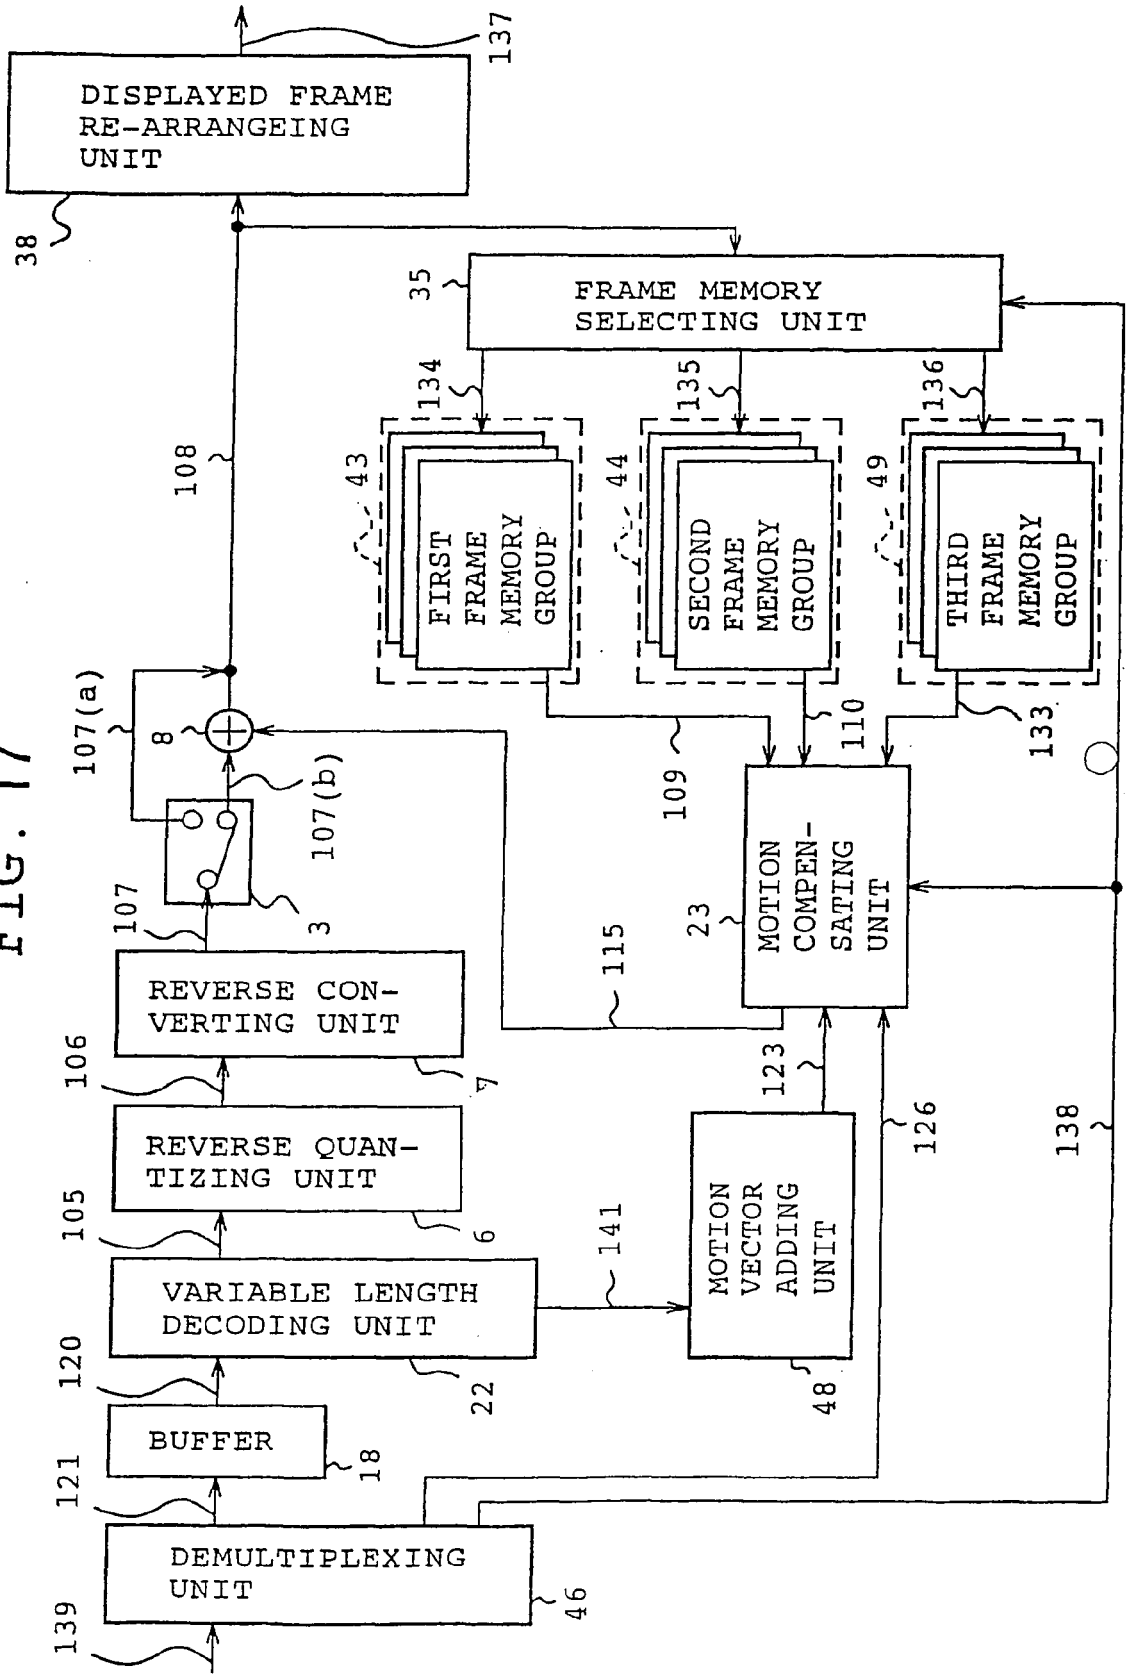 FIG. 17
137
DISPLAYED FRAME
RE-ARRANGEING
UNIT
38
35
FRAME MEMORY
SELECTING UNIT
134
135
136
108
43
44
49
FIRST
FRAME
MEMORY
GROUP
SECOND
FRAME
MEMORY
GROUP
THIRD
FRAME
MEMORY
GROUP
107(a)
8
107(b)
109
110
133
107
3
23
MOTION
COMPEN-
SATING
UNIT
115
REVERSE CON-
VERTING UNIT
7
106
123
126
138
REVERSE QUAN-
TIZING UNIT
6
105
141
MOTION
VECTOR
ADDING
UNIT
48
VARIABLE LENGTH
DECODING UNIT
22
120
BUFFER
18
121
DEMULTIPLEXING
UNIT
46
139